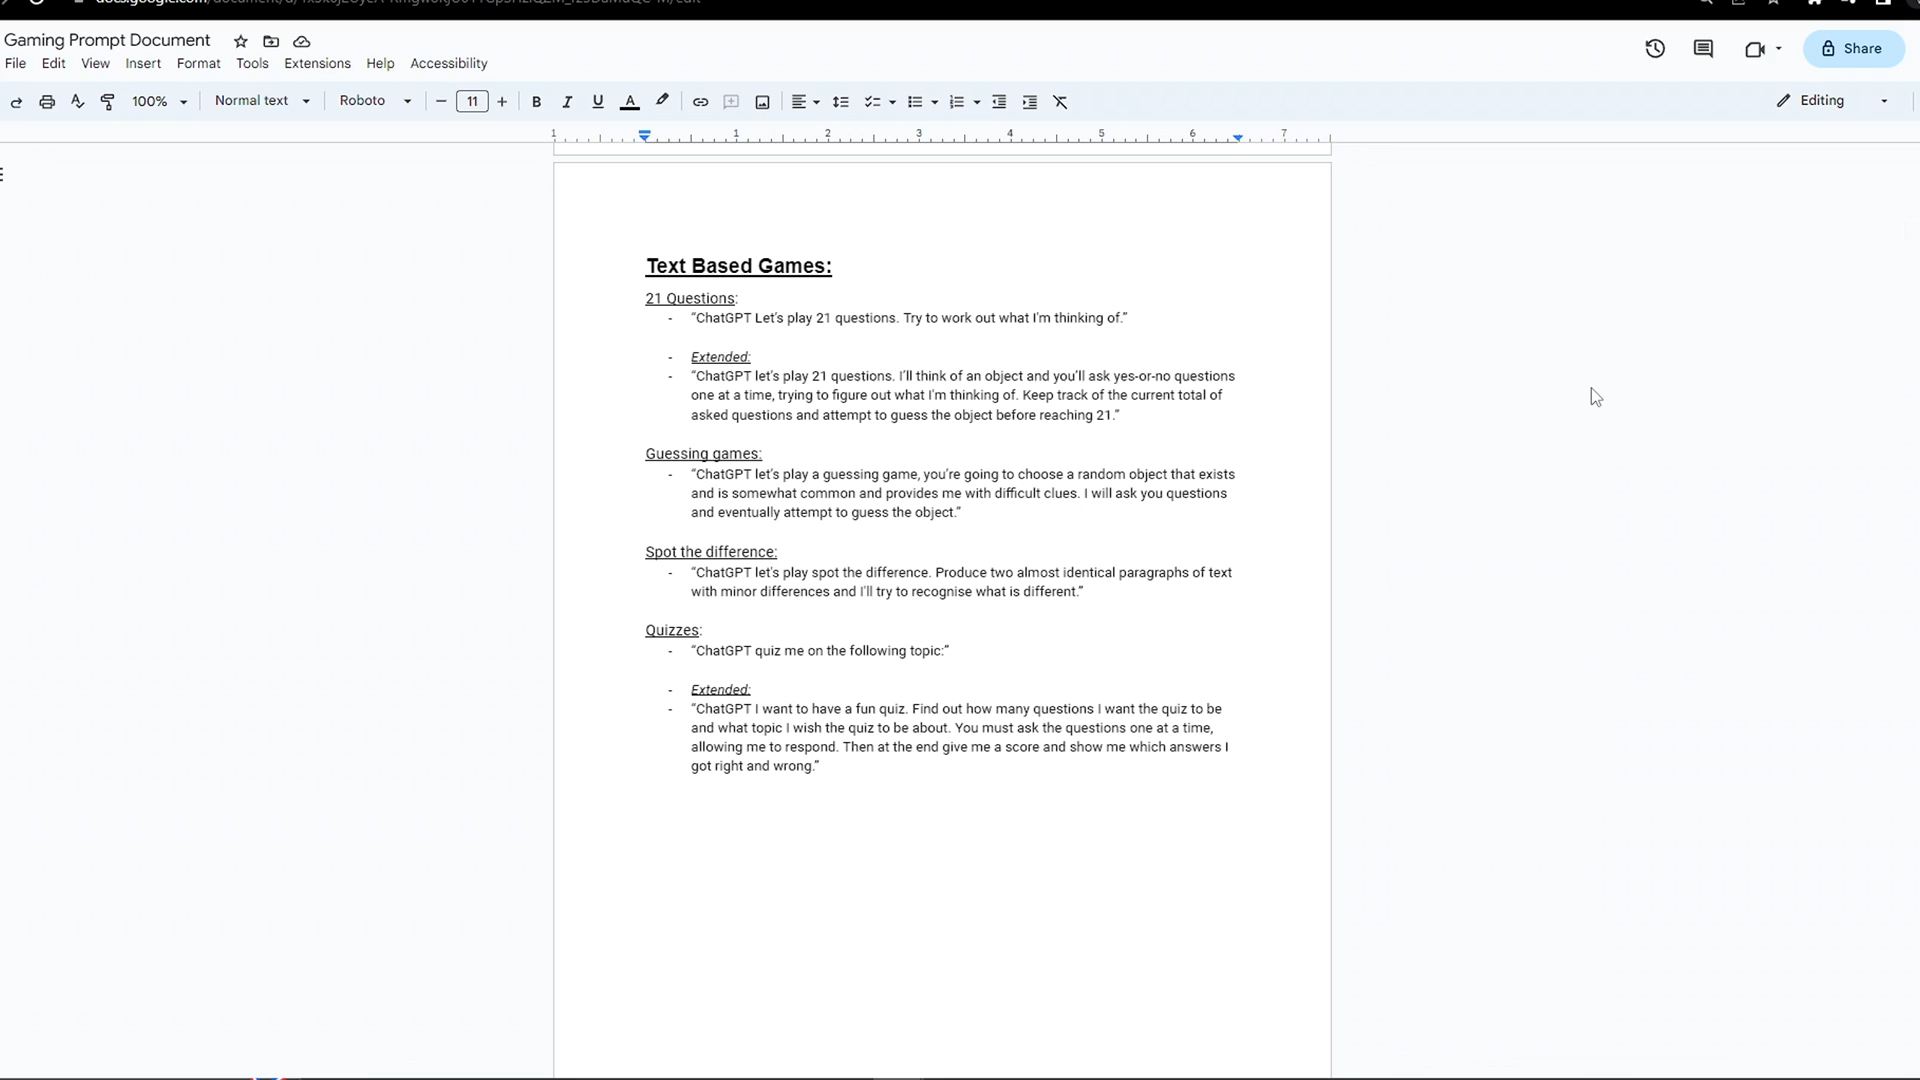 Gaming Prompt Document
File Edit View Insert Format Tools Extensions Help Accessibility
Share
100% Normal text Roboto 11 B I U A Editing
1 1 2 3 4 5 6 7
Text Based Games:
21 Questions:
- “ChatGPT Let’s play 21 questions. Try to work out what I’m thinking of.”
- Extended:
- “ChatGPT let’s play 21 questions. I’ll think of an object and you’ll ask yes-or-no questions
one at a time, trying to figure out what I’m thinking of. Keep track of the current total of
asked questions and attempt to guess the object before reaching 21.”
Guessing games:
- “ChatGPT let’s play a guessing game, you’re going to choose a random object that exists
and is somewhat common and provides me with difficult clues. I will ask you questions
and eventually attempt to guess the object.”
Spot the difference:
- “ChatGPT let’s play spot the difference. Produce two almost identical paragraphs of text
with minor differences and I’ll try to recognise what is different.”
Quizzes:
- “ChatGPT quiz me on the following topic:”
- Extended:
- “ChatGPT I want to have a fun quiz. Find out how many questions I want the quiz to be
and what topic I wish the quiz to be about. You must ask the questions one at a time,
allowing me to respond. Then at the end give me a score and show me which answers I
got right and wrong.”